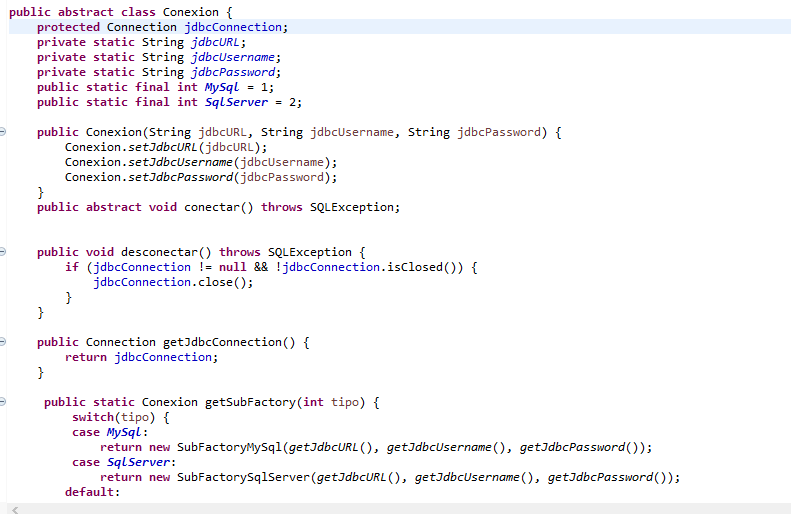 public abstract class Conexion {
protected Connection jdbcConnection;
private static String jdbcURL;
private static String jdbcUsername;
private static String jdbcPassword;
public static final int MySql = 1;
public static final int SqlServer = 2;
public Conexion(String jdbcURL, String jdbcUsername, String jdbcPassword) {
Conexion.setJdbcURL(jdbcURL);
Conexion.setJdbcUsername(jdbcUsername);
Conexion.setJdbcPassword(jdbcPassword);
}
public abstract void conectar() throws SQLException;
public void desconectar() throws SQLException {
if (jdbcConnection != null && !jdbcConnection.isClosed()) {
jdbcConnection.close();
}
}
public Connection getJdbcConnection() {
return jdbcConnection;
}
public static Conexion getSubFactory(int tipo) {
switch(tipo) {
case MySql:
return new SubFactoryMySql(getJdbcURL(), getJdbcUsername(), getJdbcPassword());
case SqlServer:
return new SubFactorySqlServer(getJdbcURL(), getJdbcUsername(), getJdbcPassword());
default: